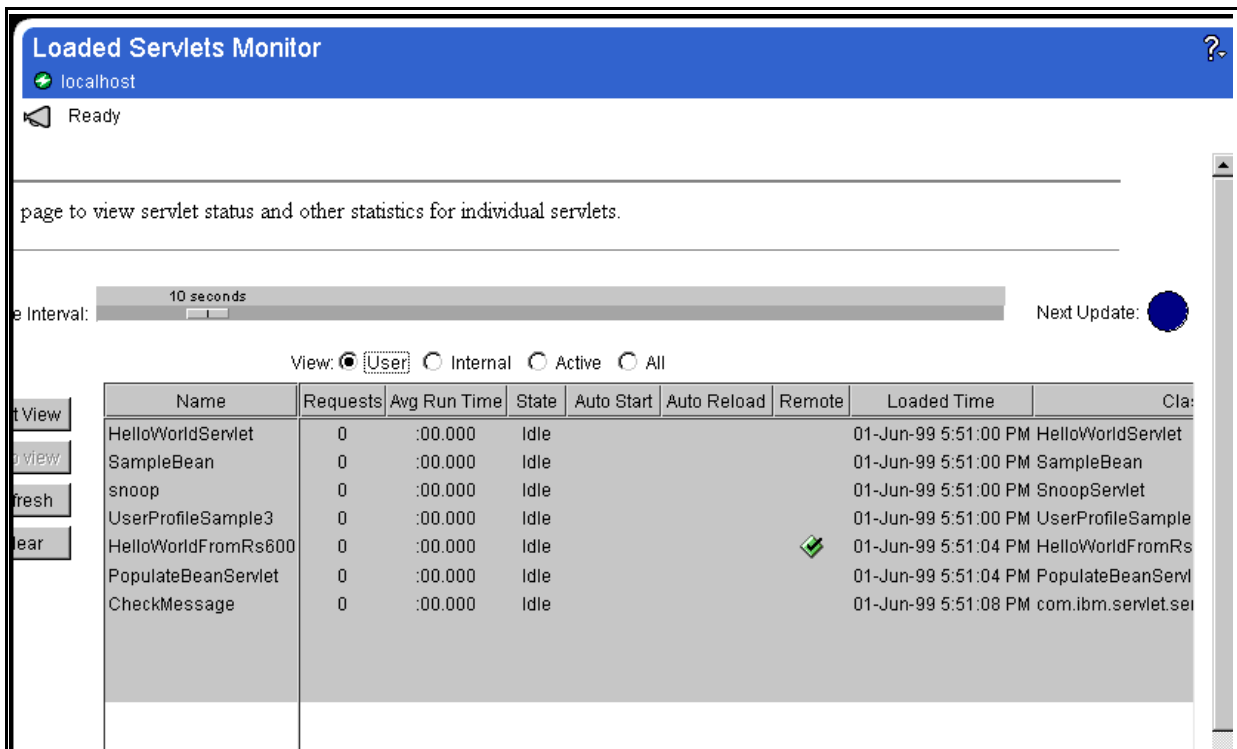 Loaded Servlets Monitor
localhost
Ready
page to view servlet status and other statistics for individual servlets.
10 seconds
e Interval:
Next Update:
View: User Internal Active All
t View
o view
fresh
lear
Name Requests Avg Run Time State Auto Start Auto Reload Remote Loaded Time Clas
HelloWorldServlet 0 :00.000 Idle 01-Jun-99 5:51:00 PM HelloWorldServlet
SampleBean 0 :00.000 Idle 01-Jun-99 5:51:00 PM SampleBean
snoop 0 :00.000 Idle 01-Jun-99 5:51:00 PM SnoopServlet
UserProfileSample3 0 :00.000 Idle 01-Jun-99 5:51:00 PM UserProfileSample
HelloWorldFromRs600 0 :00.000 Idle 01-Jun-99 5:51:04 PM HelloWorldFromRs
PopulateBeanServlet 0 :00.000 Idle 01-Jun-99 5:51:04 PM PopulateBeanServl
CheckMessage 0 :00.000 Idle 01-Jun-99 5:51:08 PM com.ibm.servlet.ser